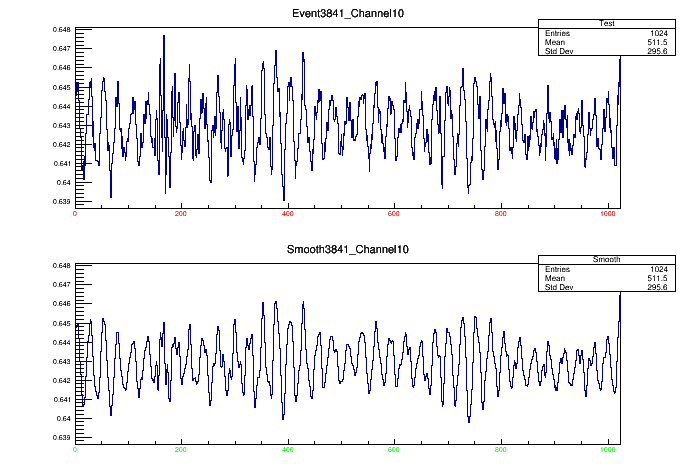 Event3841_Channel10
Test
Entries 1024
Mean 511.5
Std Dev 295.6
0.648
0.647
0.646
0.645
0.644
0.643
0.642
0.641
0.64
0.639
0 200 400 600 800 1000
Smooth3841_Channel10
Smooth
Entries 1024
Mean 511.5
Std Dev 295.6
0.648
0.647
0.646
0.645
0.644
0.643
0.642
0.641
0.64
0.639
0 200 400 600 800 1000